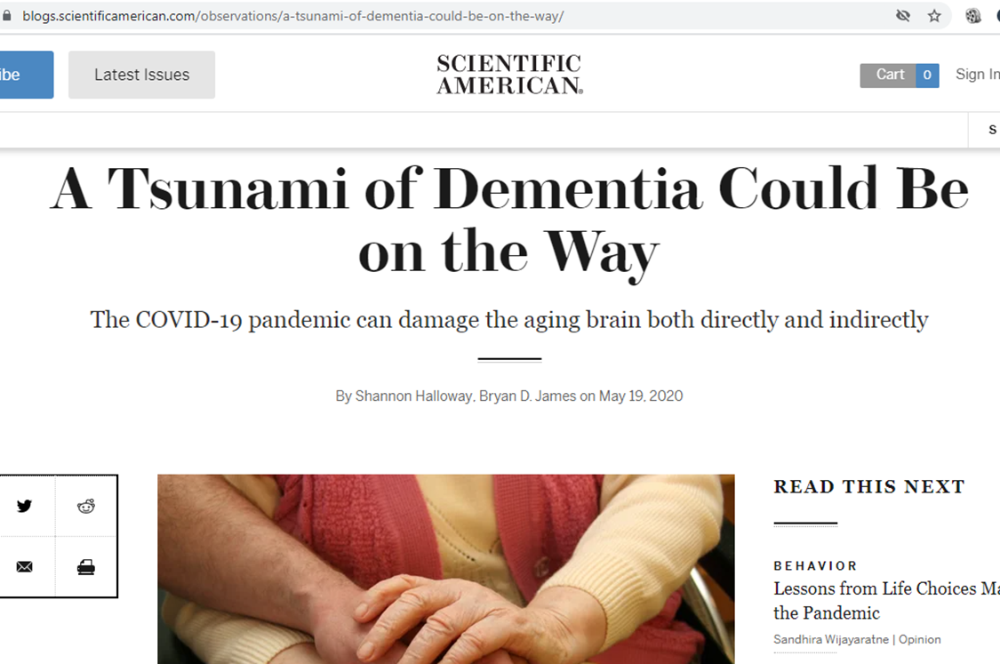 blogs.scientificamerican.com/observations/a-tsunami-of-dementia-could-be-on-the-way/
ibe
Latest Issues
SCIENTIFIC
AMERICAN®
Cart 0
Sign In
S
A Tsunami of Dementia Could Be
on the Way
The COVID-19 pandemic can damage the aging brain both directly and indirectly
By Shannon Halloway, Bryan D. James on May 19, 2020
READ THIS NEXT
BEHAVIOR
Lessons from Life Choices Ma
the Pandemic
Sandhira Wijayaratne | Opinion